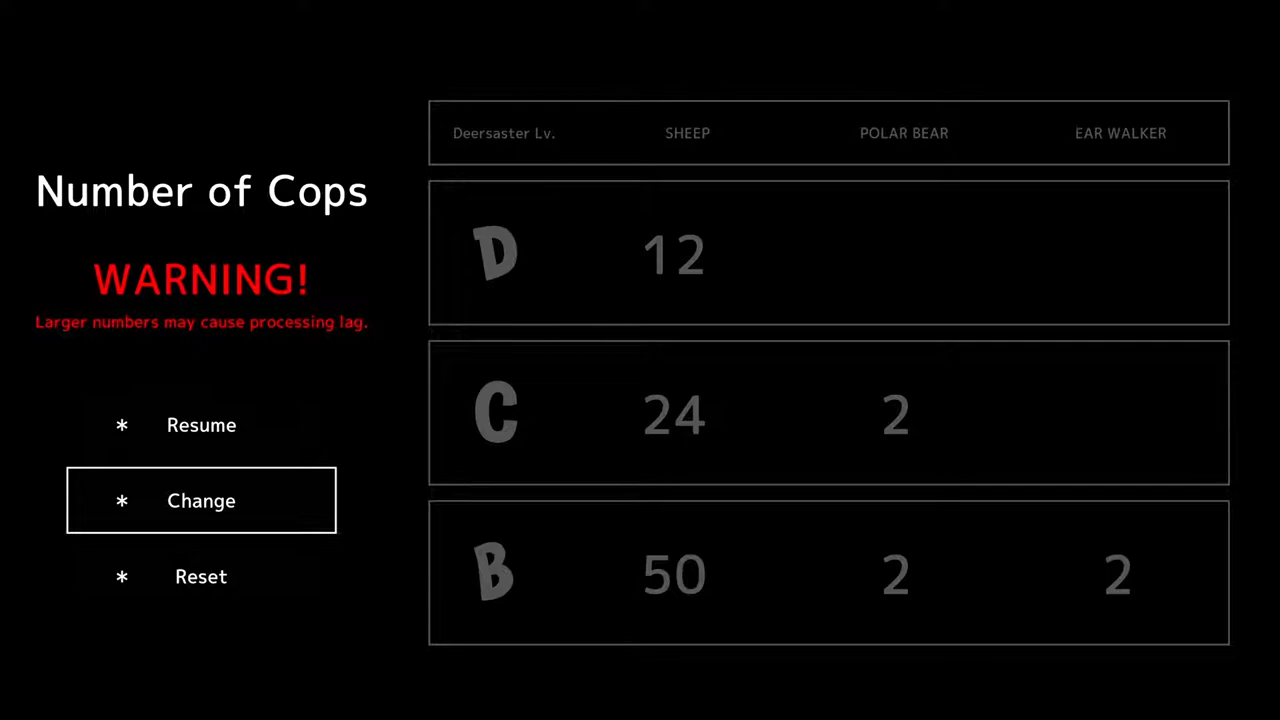 Number of Cops
WARNING!
Larger numbers may cause processing lag.
* Resume
* Change
* Reset
Deersaster Lv. SHEEP POLAR BEAR EAR WALKER
D 12
C 24 2
B 50 2 2